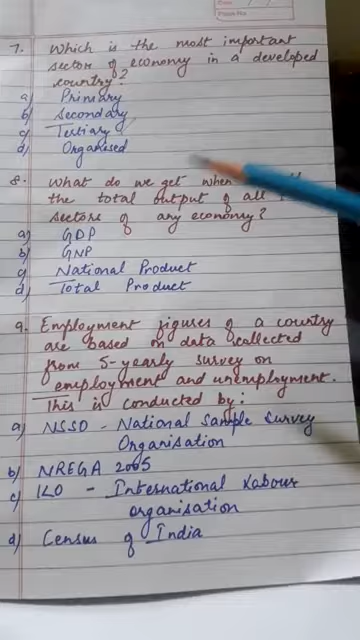 7. Which is the most important
sector of economy in a developed
country?
a) Primary
b) Secondary
c) Tertiary
d) Organised
8. What do we get when
the total output of all
sectors of any economy?
a) GDP
b) GNP
c) National Product
d) Total Product
9. Employment figures of a country
are based on data collected
from 5-yearly survey on
employment and unemployment.
This is conducted by:
a) NSSO - National Sample Survey
Organisation
b) NREGA 2005
c) ILO - International Labour
organisation
d) Census of India